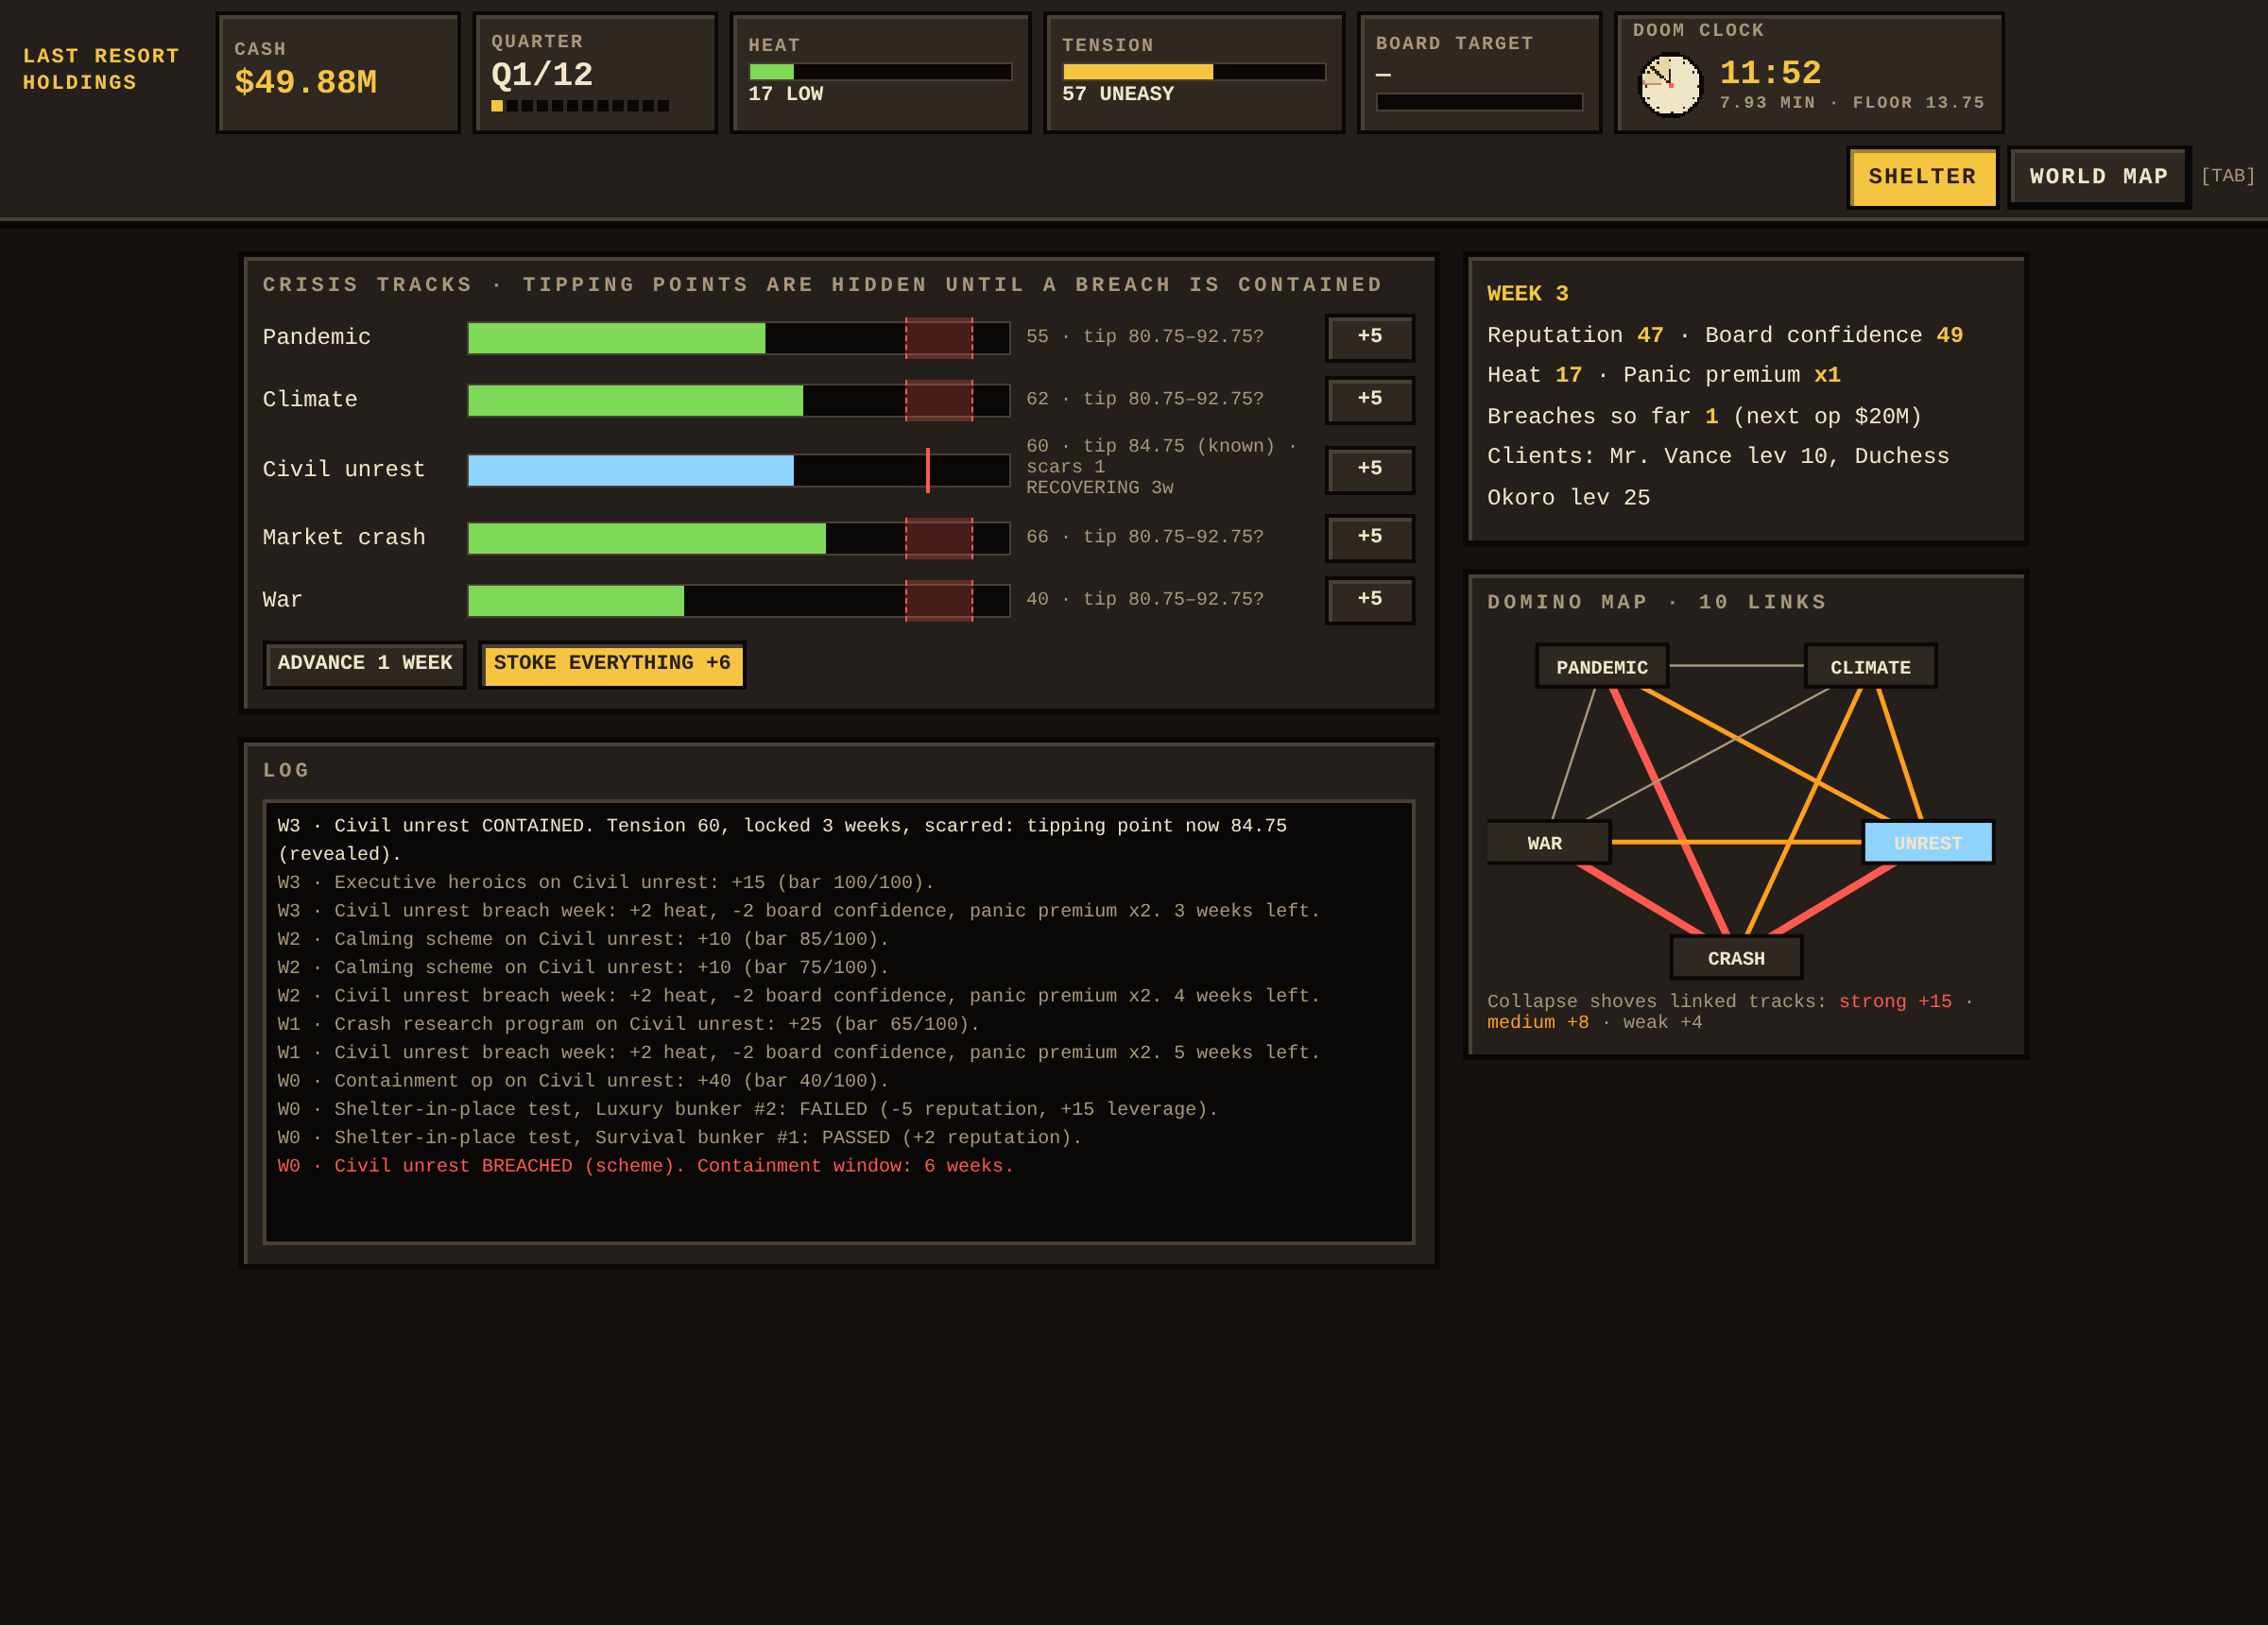 LAST RESORT
HOLDINGS
CASH
$49.88M
QUARTER
Q1/12
HEAT
17 LOW
TENSION
57 UNEASY
BOARD TARGET
—
DOOM CLOCK
11:52
7.93 MIN · FLOOR 13.75
SHELTER
WORLD MAP
[TAB]
CRISIS TRACKS · TIPPING POINTS ARE HIDDEN UNTIL A BREACH IS CONTAINED
Pandemic
55 · tip 80.75–92.75?
+5
Climate
62 · tip 80.75–92.75?
+5
Civil unrest
60 · tip 84.75 (known) ·
scars 1
RECOVERING 3w
+5
Market crash
66 · tip 80.75–92.75?
+5
War
40 · tip 80.75–92.75?
+5
ADVANCE 1 WEEK
STOKE EVERYTHING +6
LOG
W3 · Civil unrest CONTAINED. Tension 60, locked 3 weeks, scarred: tipping point now 84.75
(revealed).
W3 · Executive heroics on Civil unrest: +15 (bar 100/100).
W3 · Civil unrest breach week: +2 heat, -2 board confidence, panic premium x2. 3 weeks left.
W2 · Calming scheme on Civil unrest: +10 (bar 85/100).
W2 · Calming scheme on Civil unrest: +10 (bar 75/100).
W2 · Civil unrest breach week: +2 heat, -2 board confidence, panic premium x2. 4 weeks left.
W1 · Crash research program on Civil unrest: +25 (bar 65/100).
W1 · Civil unrest breach week: +2 heat, -2 board confidence, panic premium x2. 5 weeks left.
W0 · Containment op on Civil unrest: +40 (bar 40/100).
W0 · Shelter-in-place test, Luxury bunker #2: FAILED (-5 reputation, +15 leverage).
W0 · Shelter-in-place test, Survival bunker #1: PASSED (+2 reputation).
W0 · Civil unrest BREACHED (scheme). Containment window: 6 weeks.
WEEK 3
Reputation 47 · Board confidence 49
Heat 17 · Panic premium x1
Breaches so far 1 (next op $20M)
Clients: Mr. Vance lev 10, Duchess
Okoro lev 25
DOMINO MAP · 10 LINKS
PANDEMIC
CLIMATE
WAR
UNREST
CRASH
Collapse shoves linked tracks: strong +15 ·
medium +8 · weak +4